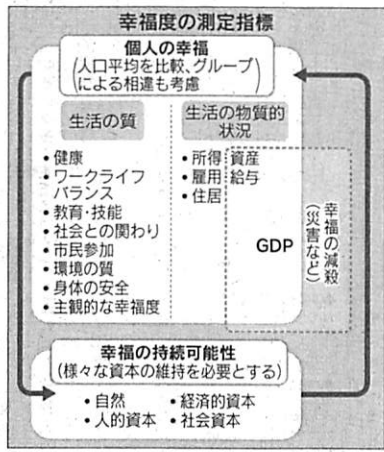 幸福度の測定指標
個人の幸福
(人口平均を比較、グループ
による相違も考慮)
生活の質
•健康
•ワークライフ
バランス
•教育・技能
•社会との関わり
•市民参加
•環境の質
•身体の安全
•主観的な幸福度
生活の物質的
状況
•所得 資産
•雇用 給与
•住居
GDP
幸福の減殺
(災害など)
幸福の持続可能性
(様々な資本の維持を必要とする)
•自然 •経済的資本
•人的資本 •社会資本